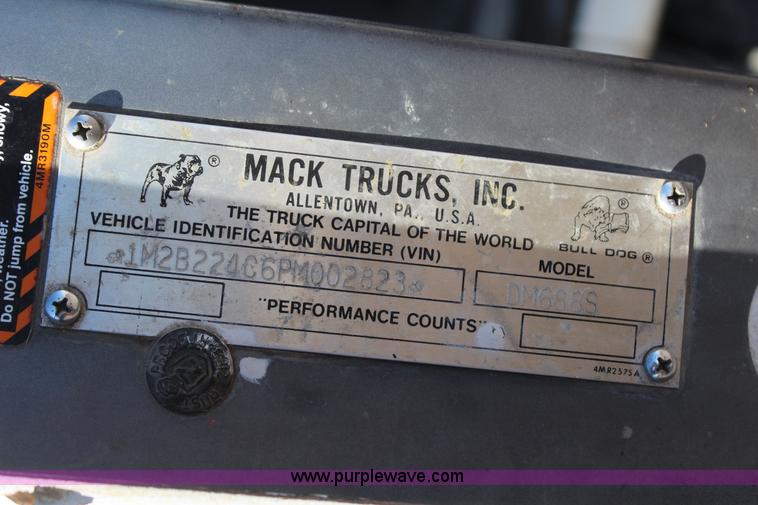 MACK TRUCKS, INC.
ALLENTOWN, PA., U.S.A.
THE TRUCK CAPITAL OF THE WORLD
VEHICLE IDENTIFICATION NUMBER (VIN)
1M2B224C6PM002823
BULL DOG ®
MODEL
DM688S
"PERFORMANCE COUNTS"
4MR2575A
4MR3190M
Do NOT jump from vehicle.
www.purplewave.com